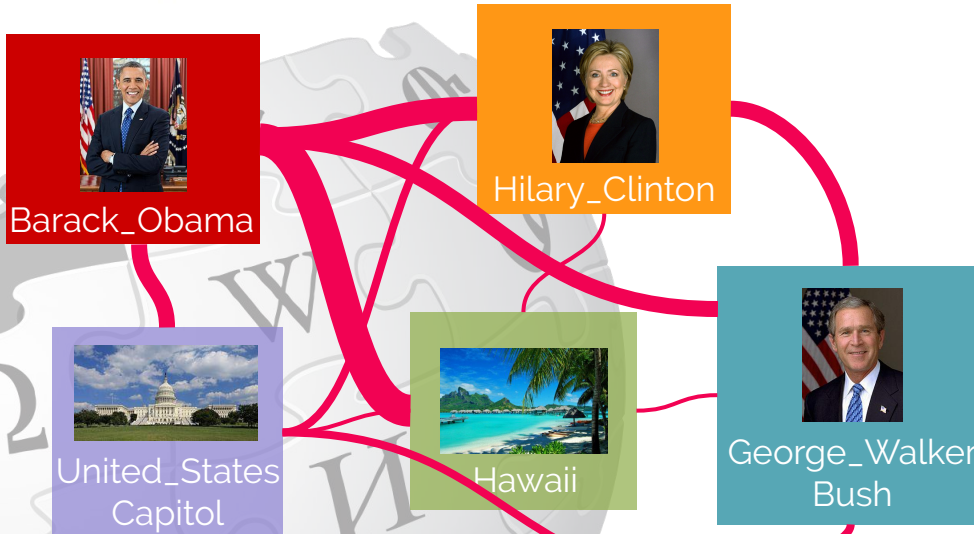 Barack_Obama
Hilary_Clinton
United_States
Capitol
Hawaii
George_Walker
Bush
W
Ω
И